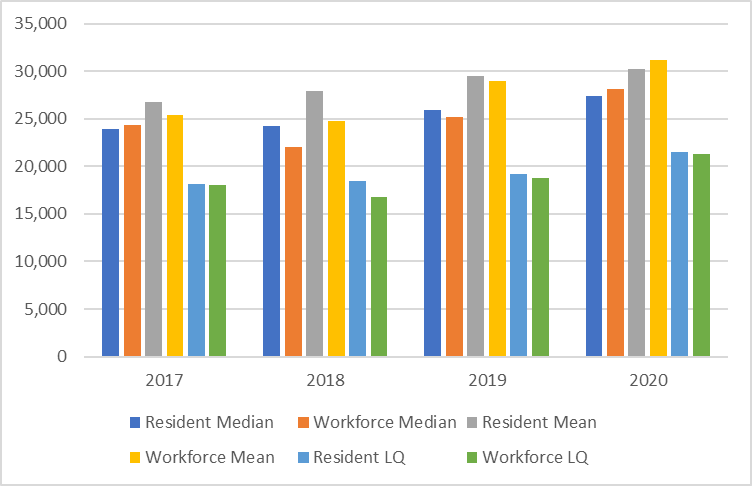 35,000
30,000
25,000
20,000
15,000
10,000
5,000
0
2017 2018 2019 2020
Resident Median Workforce Median Resident Mean
Workforce Mean Resident LQ Workforce LQ